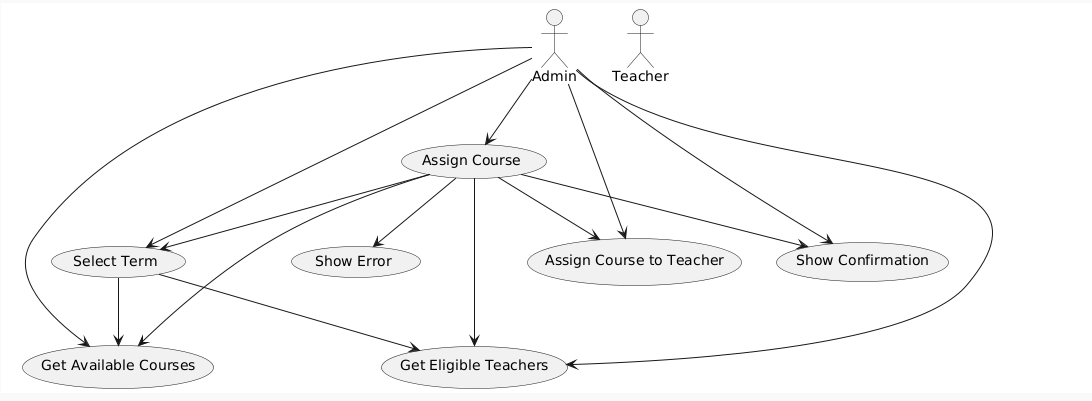 Admin
Teacher
Assign Course
Select Term
Show Error
Assign Course to Teacher
Show Confirmation
Get Available Courses
Get Eligible Teachers